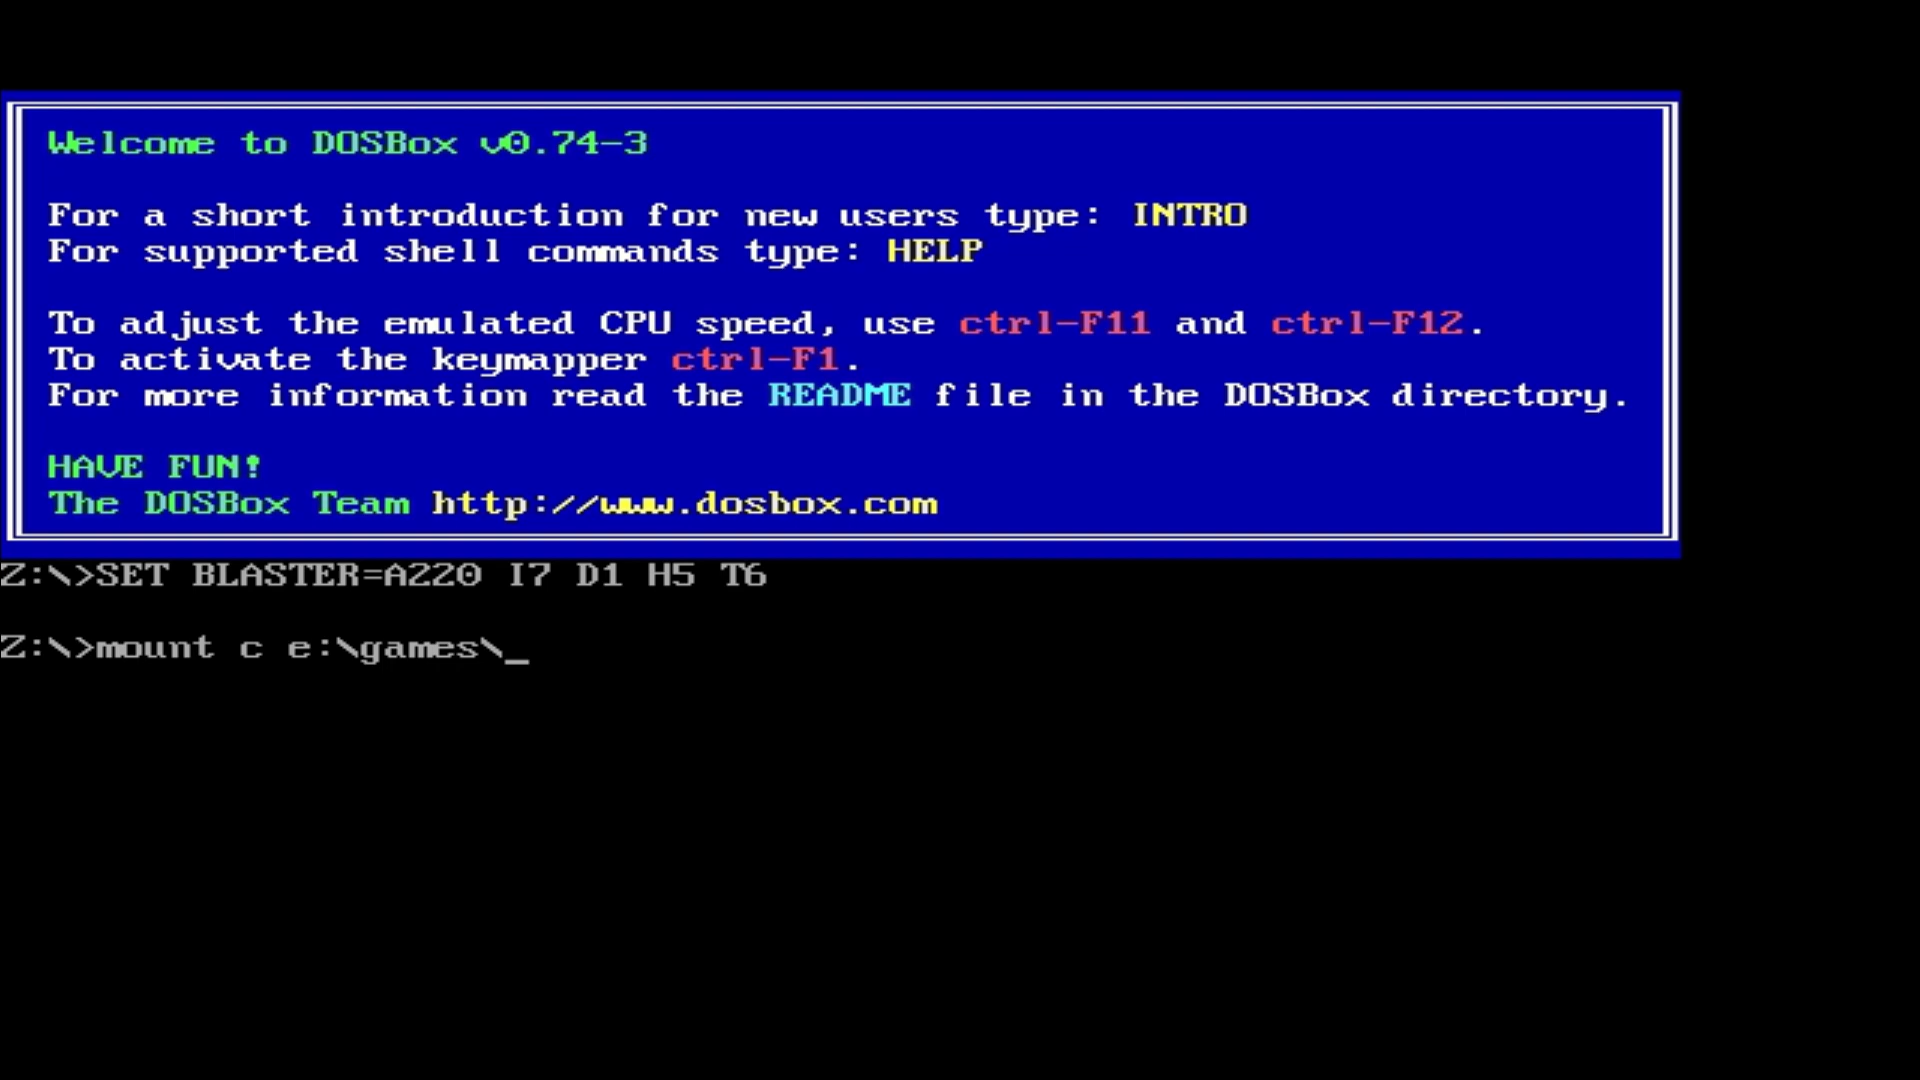 Welcome to DOSBox v0.74-3
For a short introduction for new users type: INTRO
For supported shell commands type: HELP
To adjust the emulated CPU speed, use ctrl-F11 and ctrl-F12.
To activate the keymapper ctrl-F1.
For more information read the README file in the DOSBox directory.
HAVE FUN!
The DOSBox Team http://www.dosbox.com
Z:\>SET BLASTER=A220 I7 D1 H5 T6
Z:\>mount c e:\games\_